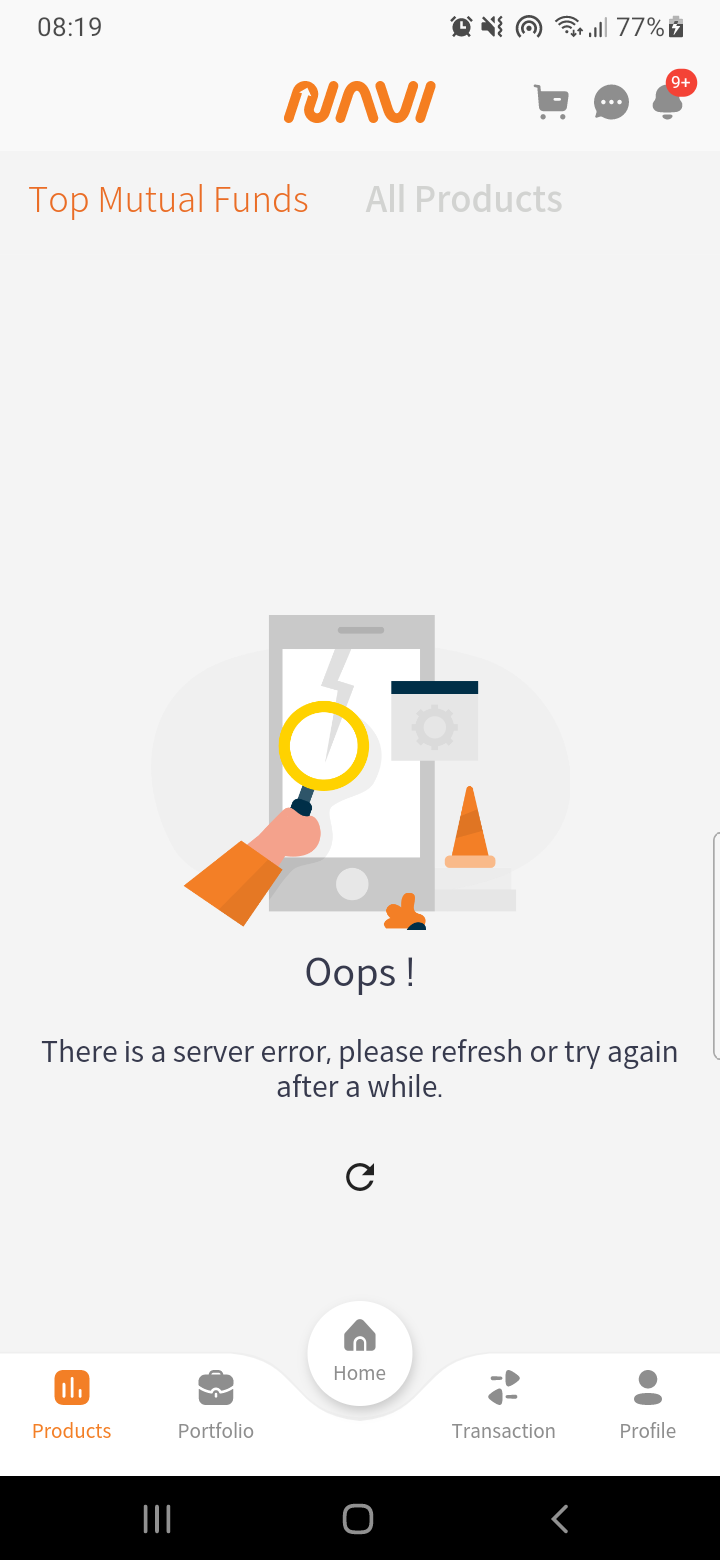 08:19
77%
NAVI
9+
Top Mutual Funds
All Products
Oops !
There is a server error, please refresh or try again
after a while.
Home
Products
Portfolio
Transaction
Profile